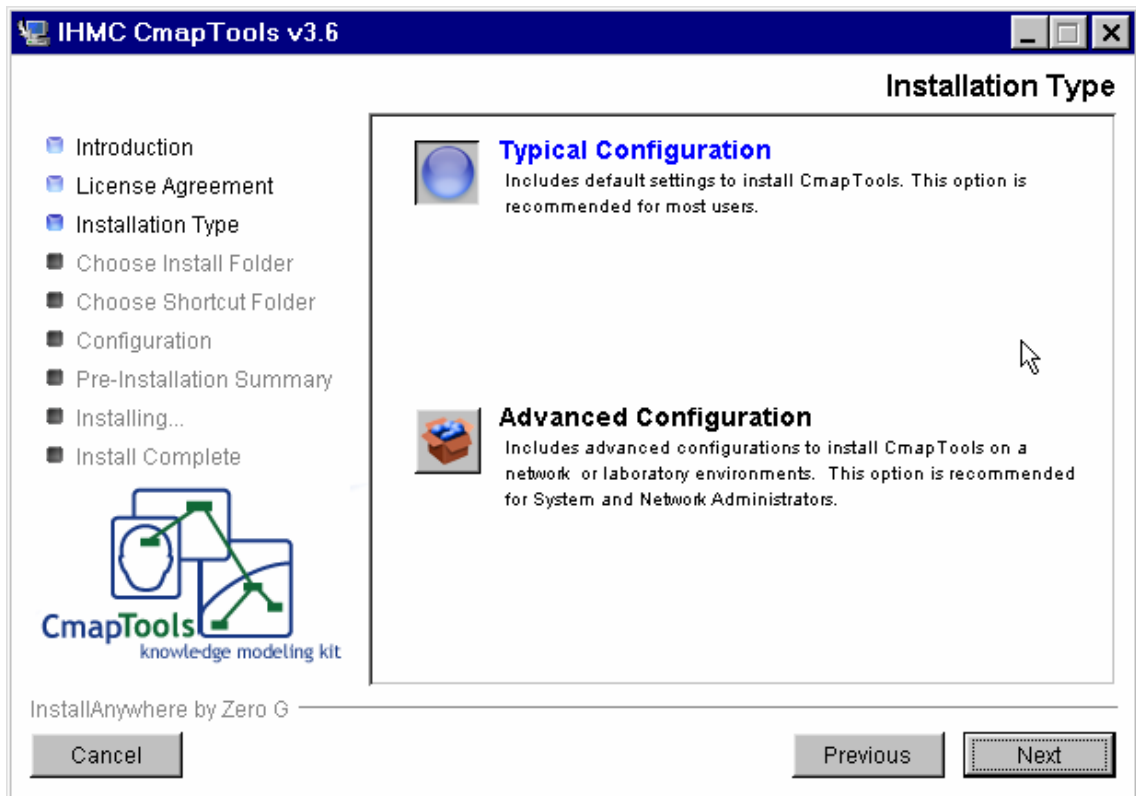 IHMC CmapTools v3.6
Installation Type
Introduction
License Agreement
Installation Type
Choose Install Folder
Choose Shortcut Folder
Configuration
Pre-Installation Summary
Installing...
Install Complete
CmapTools
knowledge modeling kit
Typical Configuration
Includes default settings to install CmapTools. This option is
recommended for most users.
Advanced Configuration
Includes advanced configurations to install CmapTools on a
network or laboratory environments. This option is recommended
for System and Network Administrators.
InstallAnywhere by Zero G
Cancel
Previous
Next